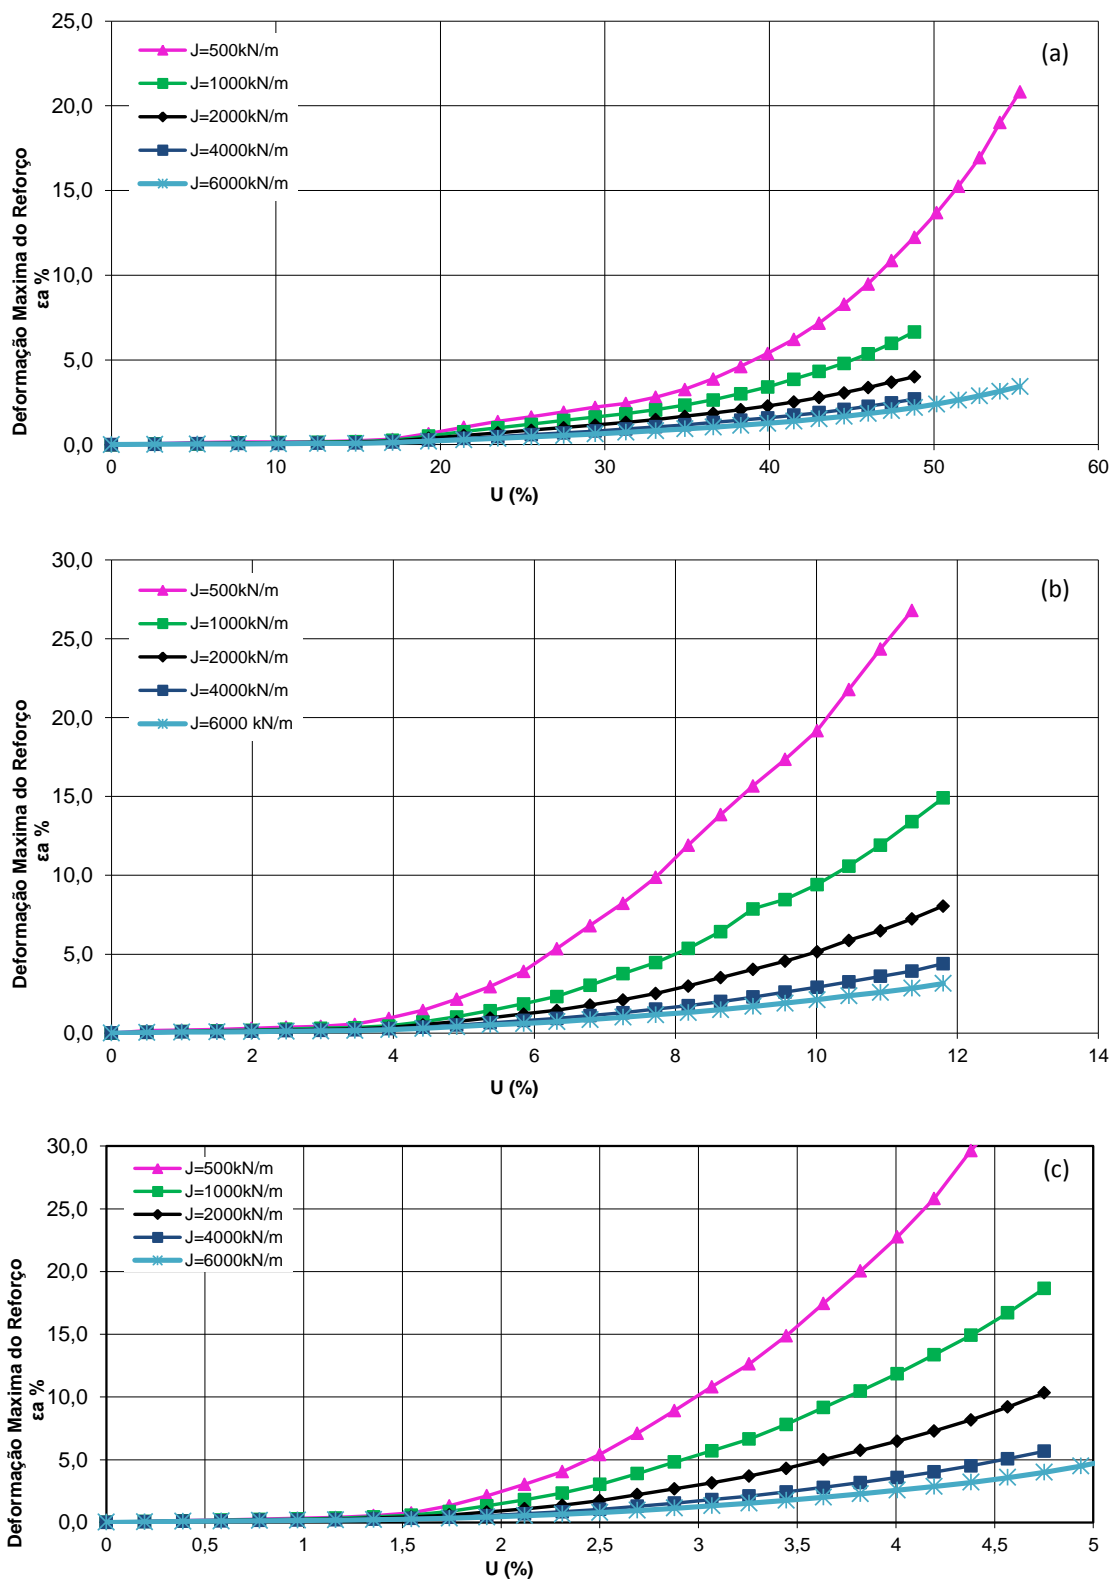 25,0
(a)
J=500kN/m
J=1000kN/m
J=2000kN/m
J=4000kN/m
J=6000kN/m
20,0
15,0
10,0
5,0
0,0
Deformação Maxima do Reforço
εa %
0 10 20 30 40 50 60
U (%)
30,0
(b)
J=500kN/m
J=1000kN/m
J=2000kN/m
J=4000kN/m
J=6000 kN/m
25,0
20,0
15,0
10,0
5,0
0,0
Deformação Maxima do Reforço
εa %
0 2 4 6 8 10 12 14
U (%)
30,0
(c)
J=500kN/m
J=1000kN/m
J=2000kN/m
J=4000kN/m
J=6000kN/m
25,0
20,0
15,0
10,0
5,0
0,0
Deformação Maxima do Reforço
εa %
0 0,5 1 1,5 2 2,5 3 3,5 4 4,5 5
U (%)